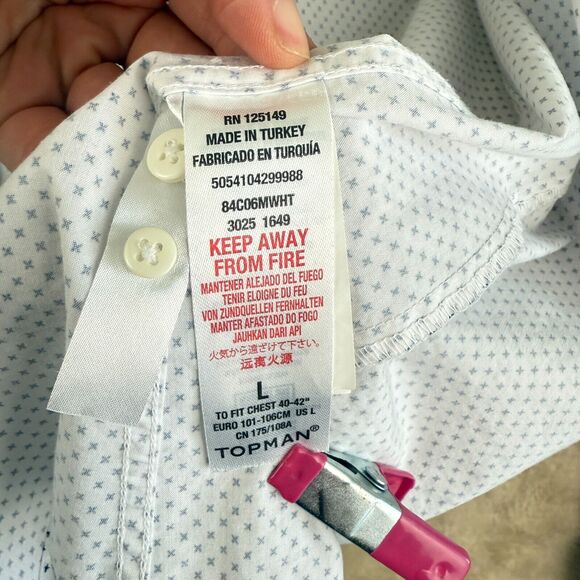 RN 125149
MADE IN TURKEY
FABRICADO EN TURQUÍA
5054104299988
84C06MWHT
3025 1649
KEEP AWAY
FROM FIRE
MANTENER ALEJADO DEL FUEGO
TENIR ELOIGNE DU FEU
VON ZUNDQUELLEN FERNHALTEN
MANTER AFASTADO DO FOGO
JAUHKAN DARI API
火気から遠ざけて下さい。
远离火源
L
TO FIT CHEST 40-42"
EURO 101-106CM US L
CN 175/108A
TOPMAN®